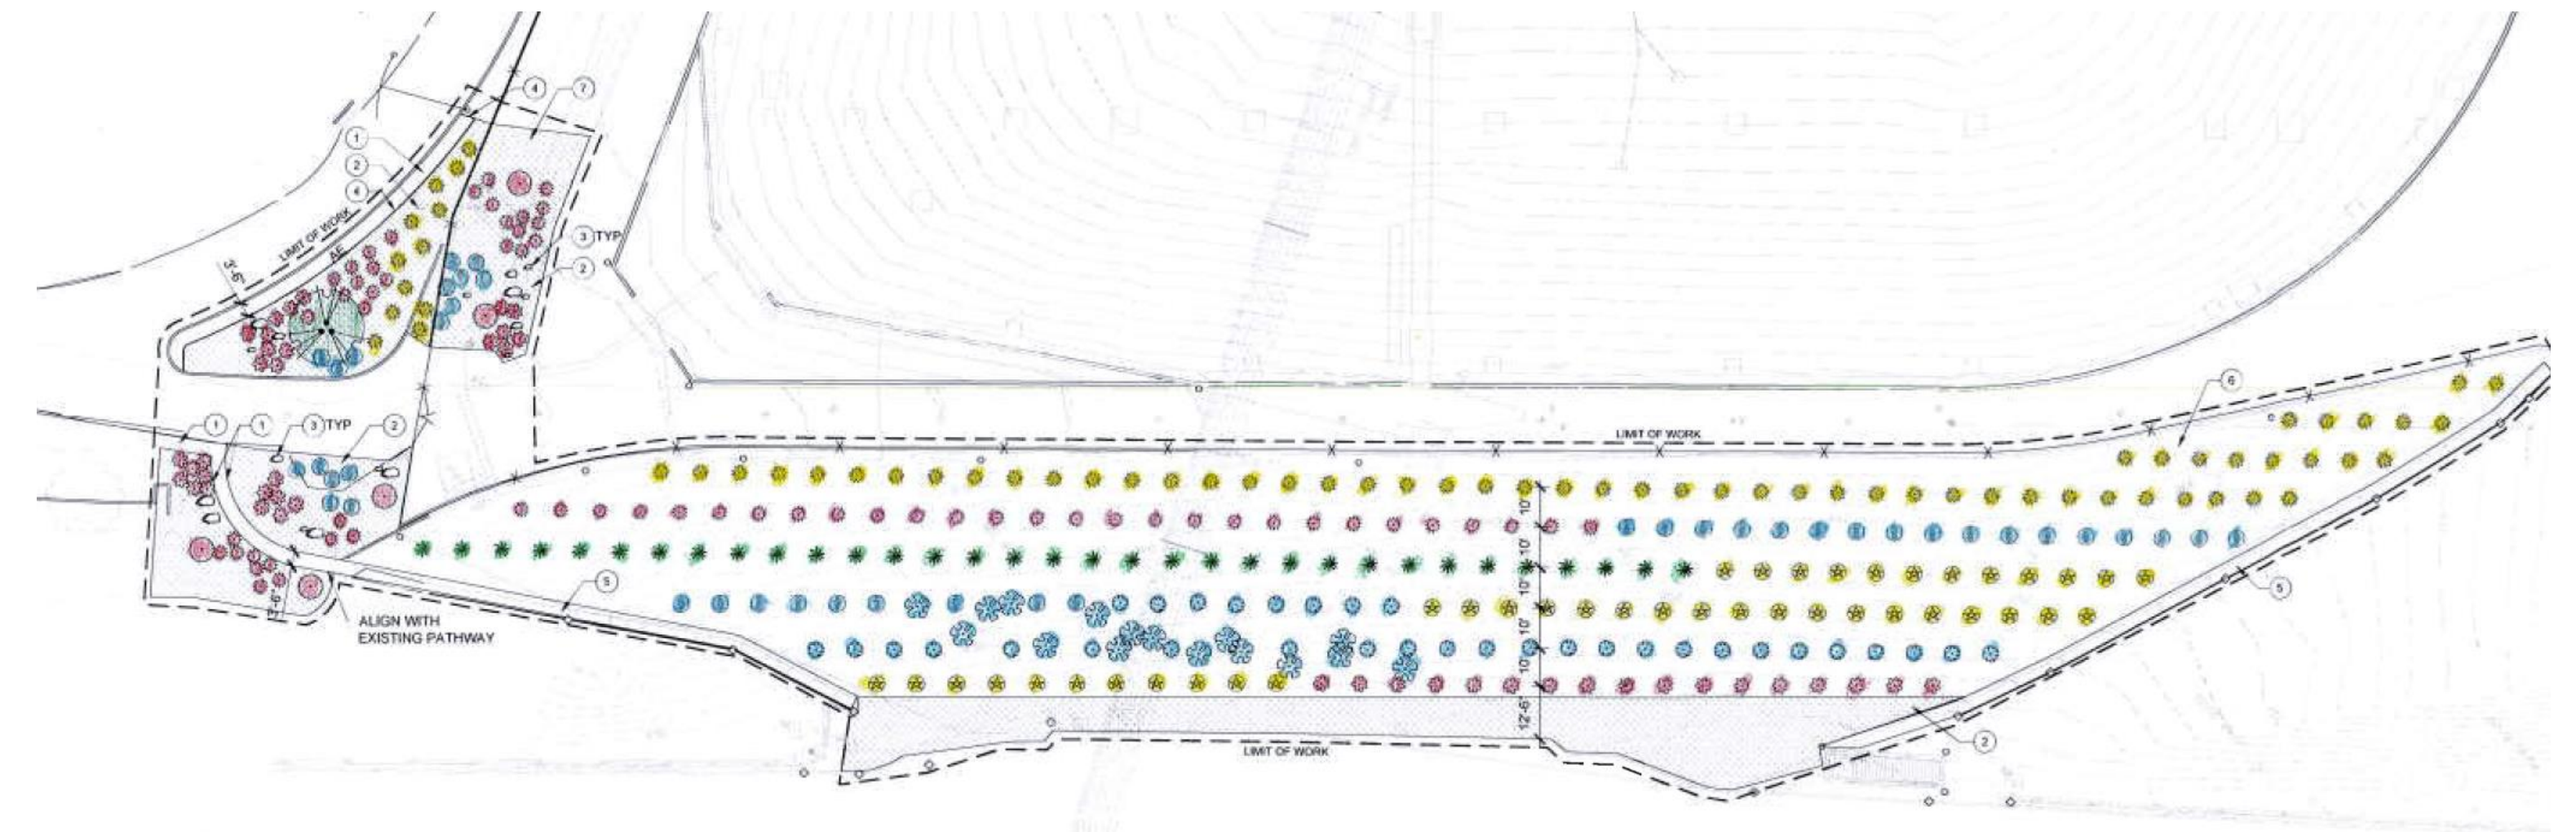 4
7
1
2
4
LIMIT OF WORK
AE
3'-6"
3 TYP
2
1
1
3 TYP
2
6
LIMIT OF WORK
10'
10'
10'
10'
10'
5
5
3'-6"
ALIGN WITH
EXISTING PATHWAY
12'-6"
2
LIMIT OF WORK